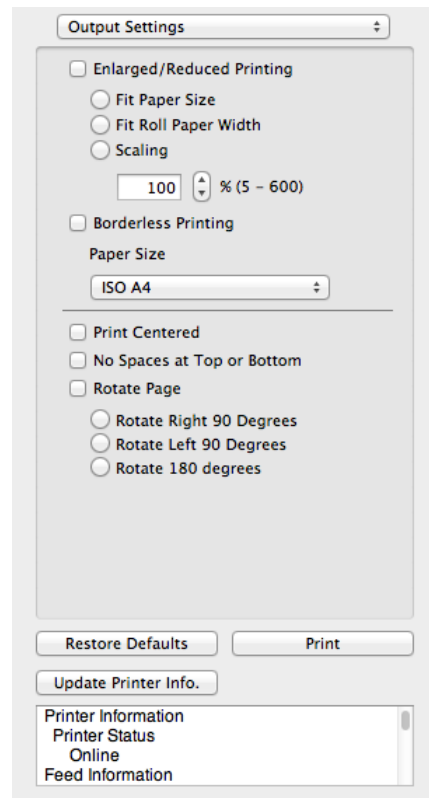 Output Settings
Enlarged/Reduced Printing
Fit Paper Size
Fit Roll Paper Width
Scaling
100 % (5 – 600)
Borderless Printing
Paper Size
ISO A4
Print Centered
No Spaces at Top or Bottom
Rotate Page
Rotate Right 90 Degrees
Rotate Left 90 Degrees
Rotate 180 degrees
Restore Defaults Print
Update Printer Info.
Printer Information
Printer Status
Online
Feed Information